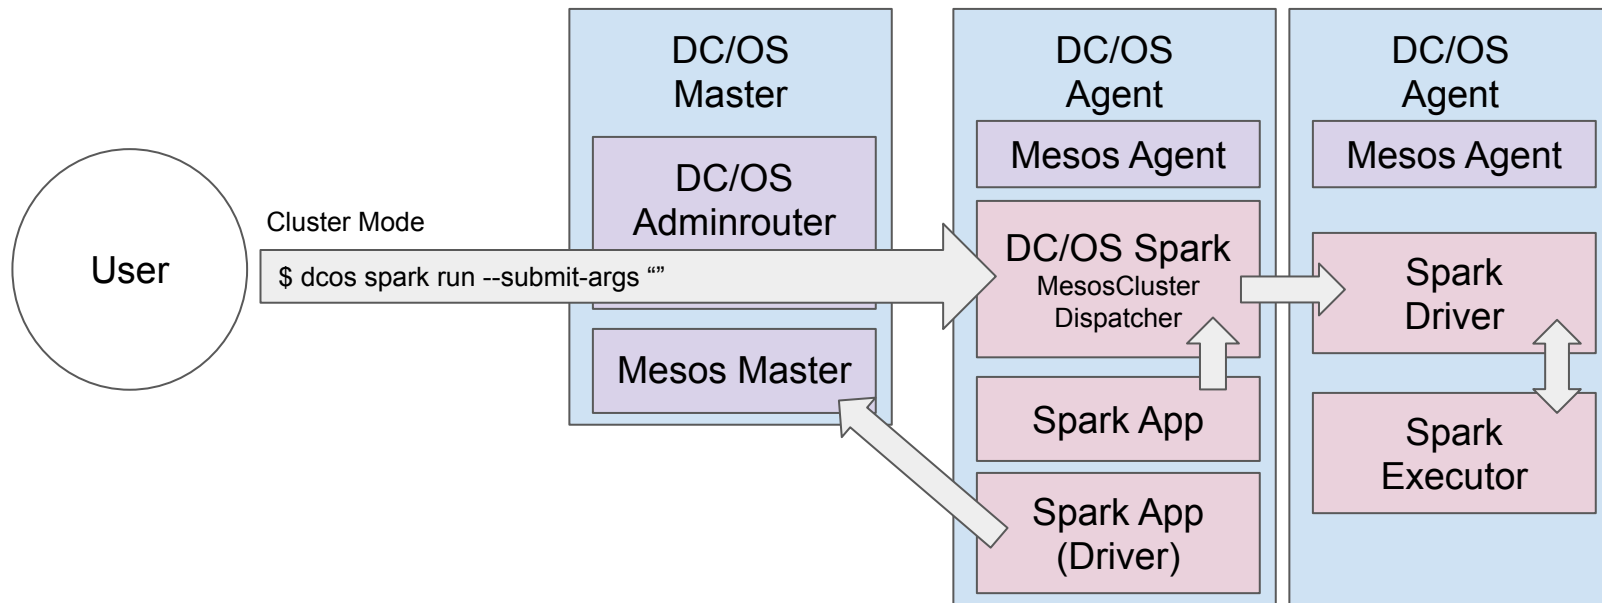 User
Cluster Mode
$ dcos spark run --submit-args “”
DC/OS
Master
DC/OS
Adminrouter
Mesos Master
DC/OS
Agent
Mesos Agent
DC/OS Spark
MesosCluster
Dispatcher
Spark App
Spark App
(Driver)
DC/OS
Agent
Mesos Agent
Spark
Driver
Spark
Executor